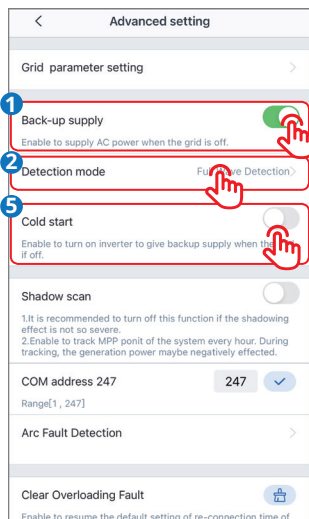 <
Advanced setting
Grid parameter setting >
1
Back-up supply
Enable to supply AC power when the grid is off.
2
Detection mode Detection >
5
Cold start
Enable to turn on inverter to give backup supply when the
if off.
Shadow scan
1.It is recommended to turn off this function if the shadowing
effect is not so severe.
2.Enable to track MPP ponit of the system every hour. During
tracking, the generation power maybe negatively effected.
COM address 247 247
Range[1 , 247]
Arc Fault Detection >
Clear Overloading Fault
Enable to resume the default setting of re-connection time of